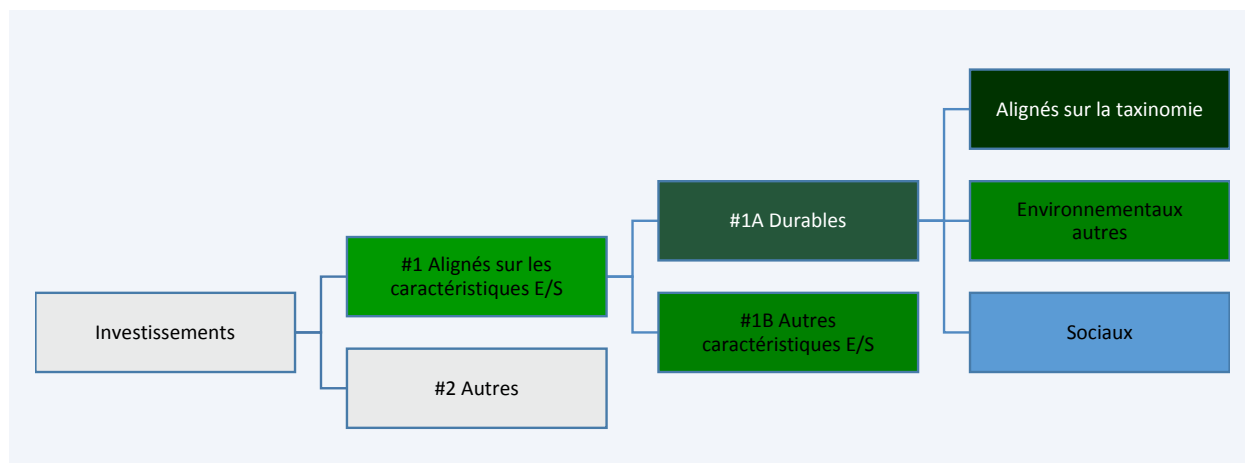 Investissements
#1 Alignés sur les
caractéristiques E/S
#2 Autres
#1A Durables
#1B Autres
caractéristiques E/S
Alignés sur la taxinomie
Environnementaux
autres
Sociaux